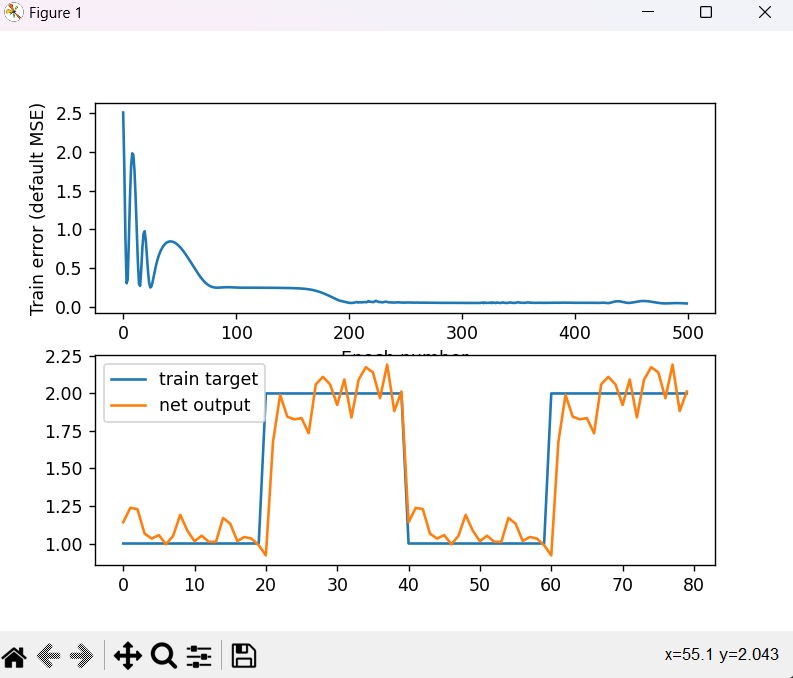 Figure 1
Train error (default MSE)
2.5
2.0
1.5
1.0
0.5
0.0
0 100 200 300 400 500
Epoch number
2.25
2.00
1.75
1.50
1.25
1.00
train target
net output
0 10 20 30 40 50 60 70 80
x=55.1 y=2.043